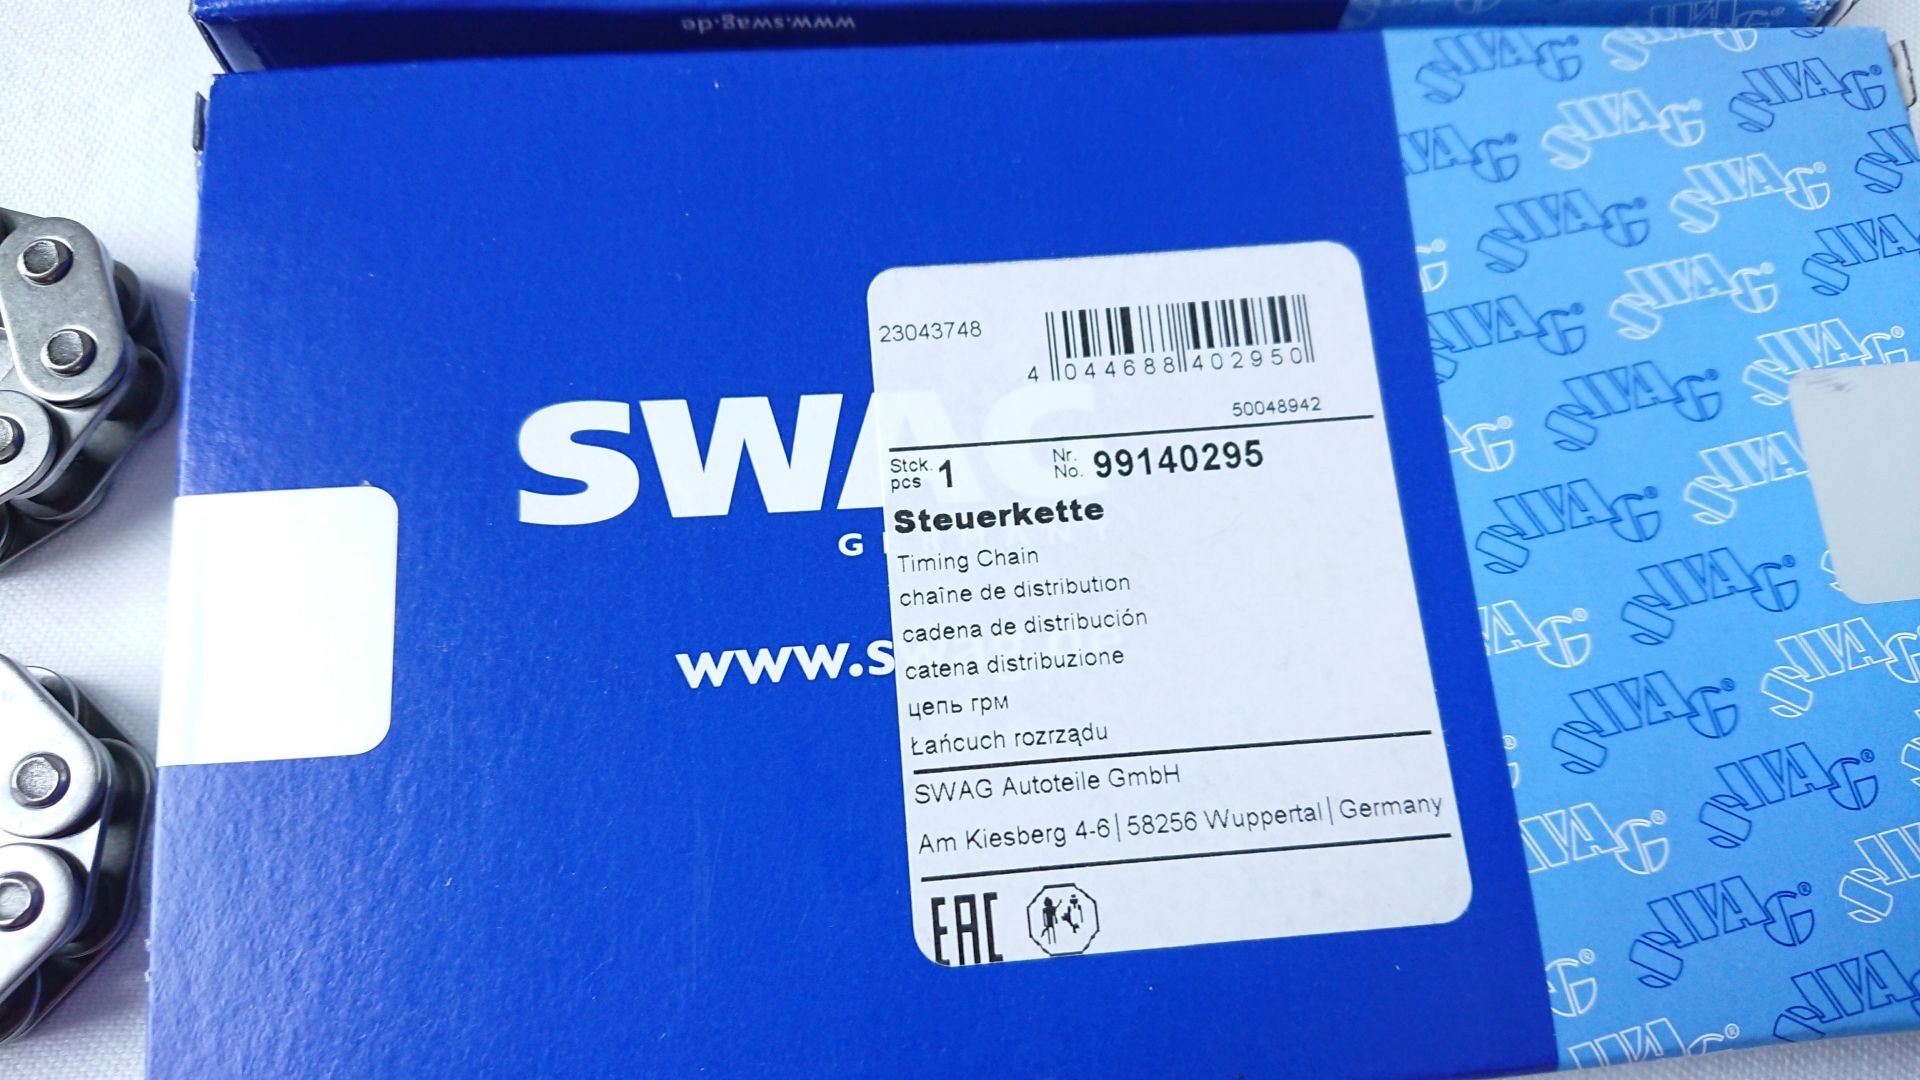 www.swag.de
23043748
4 044688 402950
50048942
SWAG
Stck. pcs 1 Nr. No. 99140295
Steuerkette
G
Timing Chain
chaîne de distribution
cadena de distribución
www.s
catena distribuzione
цепь грм
Łańcuch rozrządu
SWAG Autoteile GmbH
Am Kiesberg 4-6|58256 Wuppertal|Germany
EAC
SWAG®